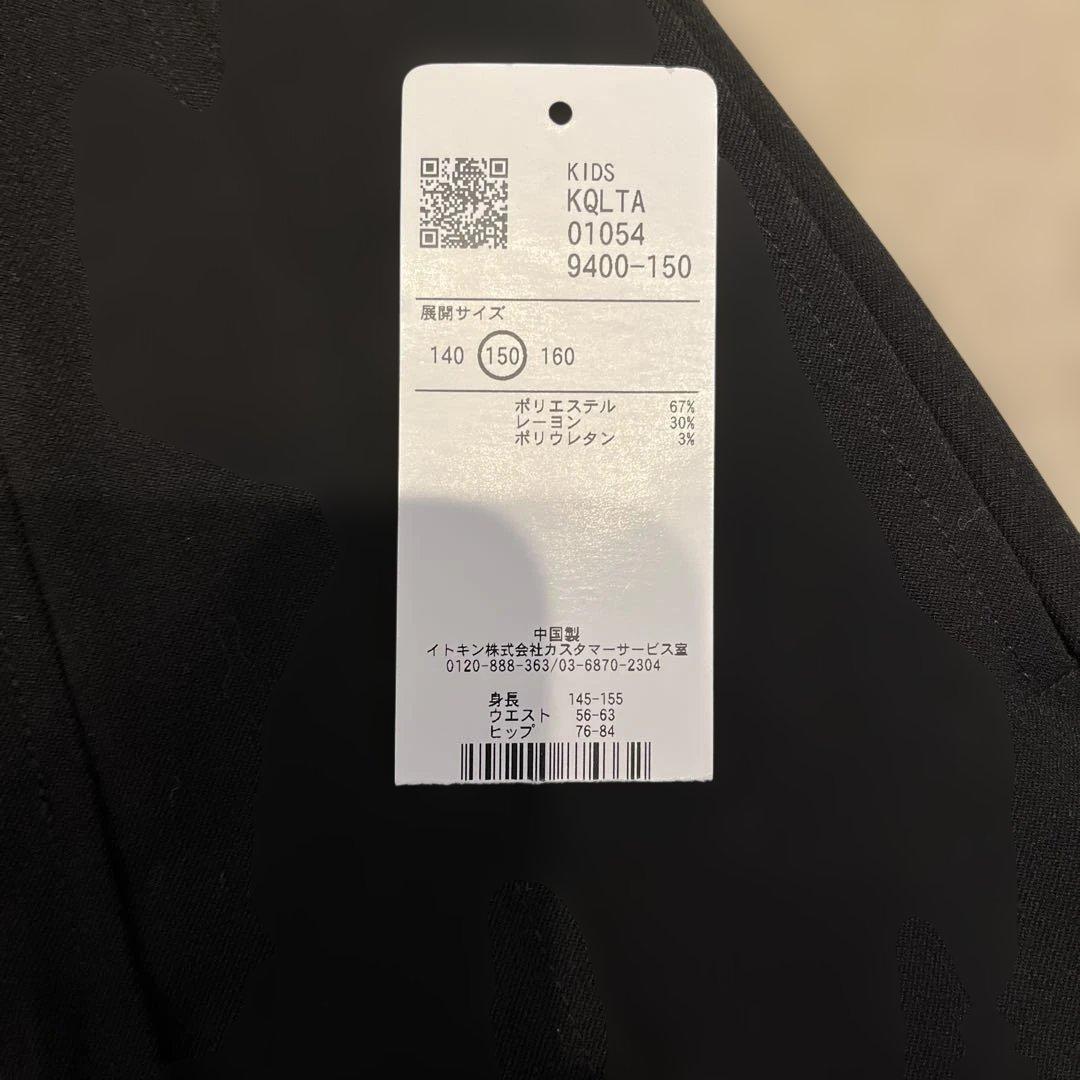 KIDS
KQLTA
01054
9400-150
展開サイズ
140 150 160
ポリエステル 67%
レーヨン 30%
ポリウレタン 3%
中国製
イトキン株式会社カスタマーサービス室
0120-888-363/03-6870-2304
身長 145-155
ウエスト 56-63
ヒップ 76-84